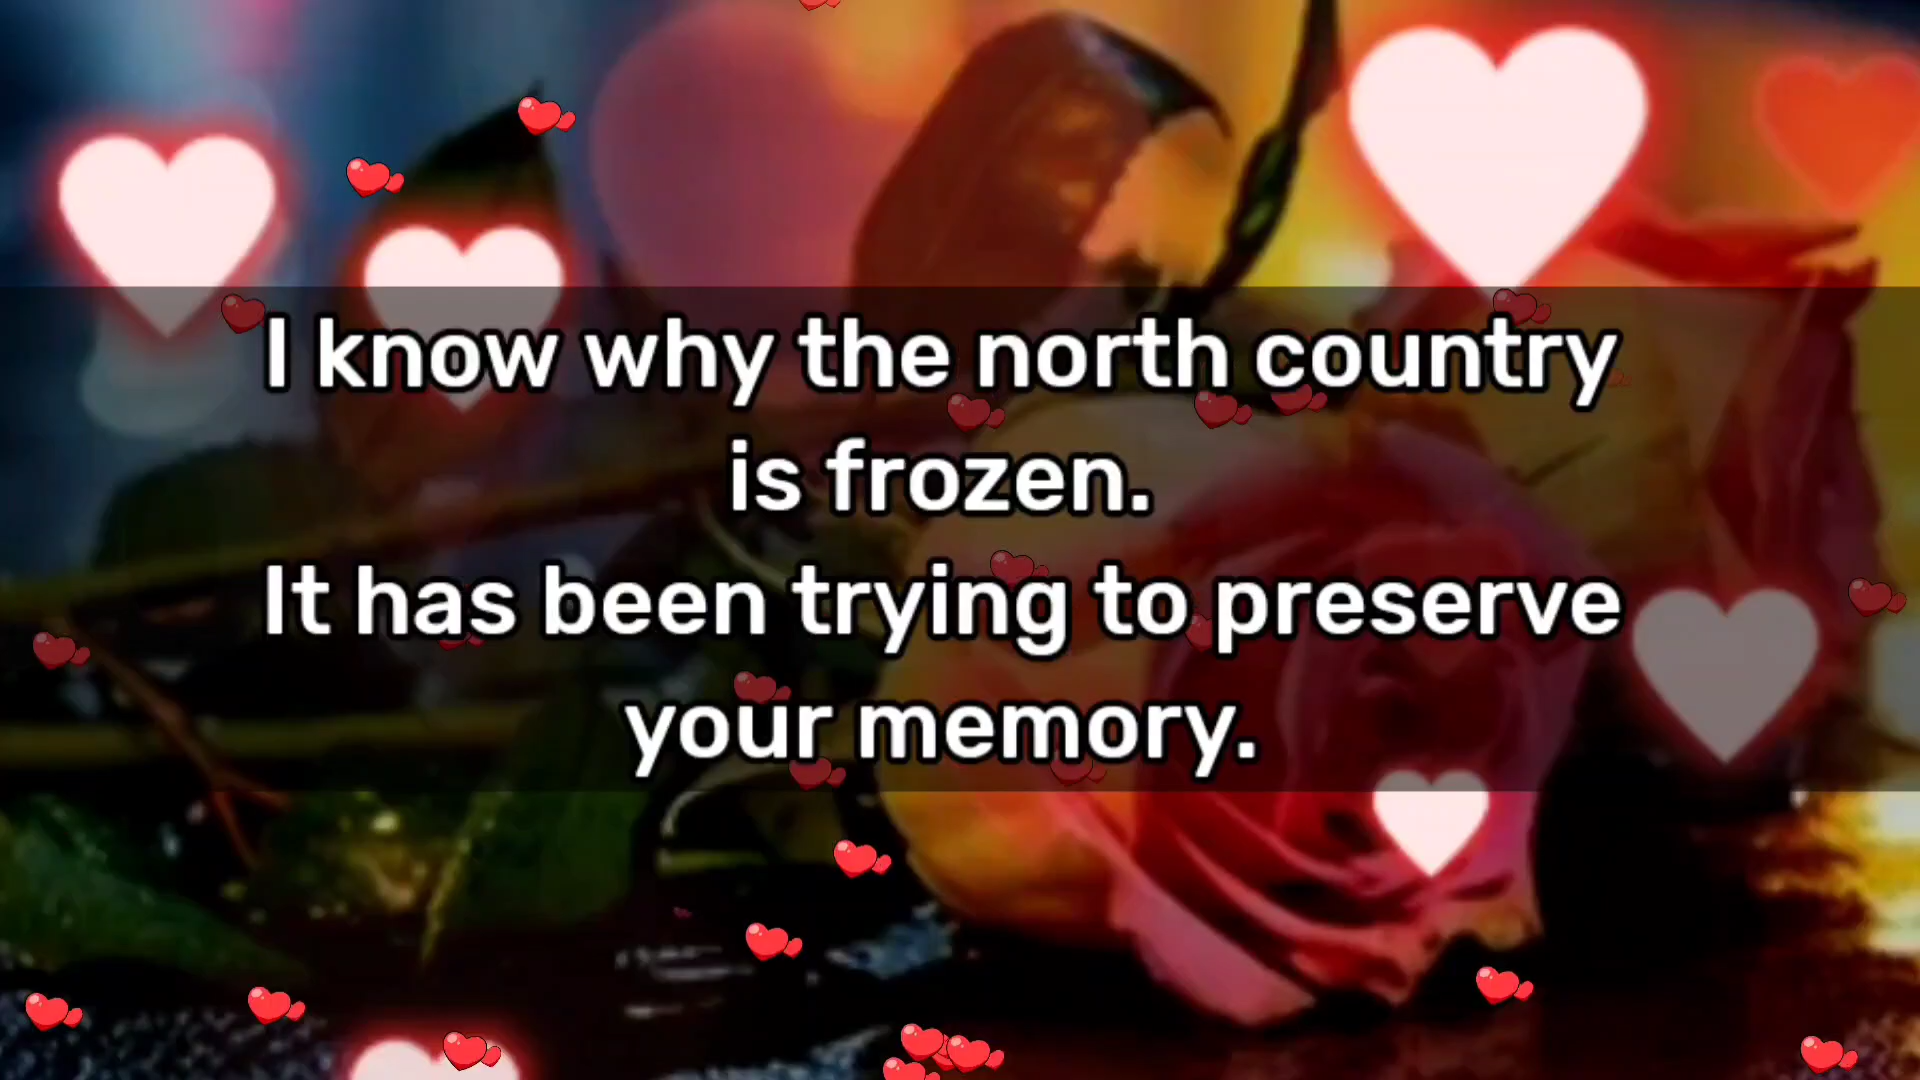 I know why the north country
is frozen.
It has been trying to preserve
your memory.